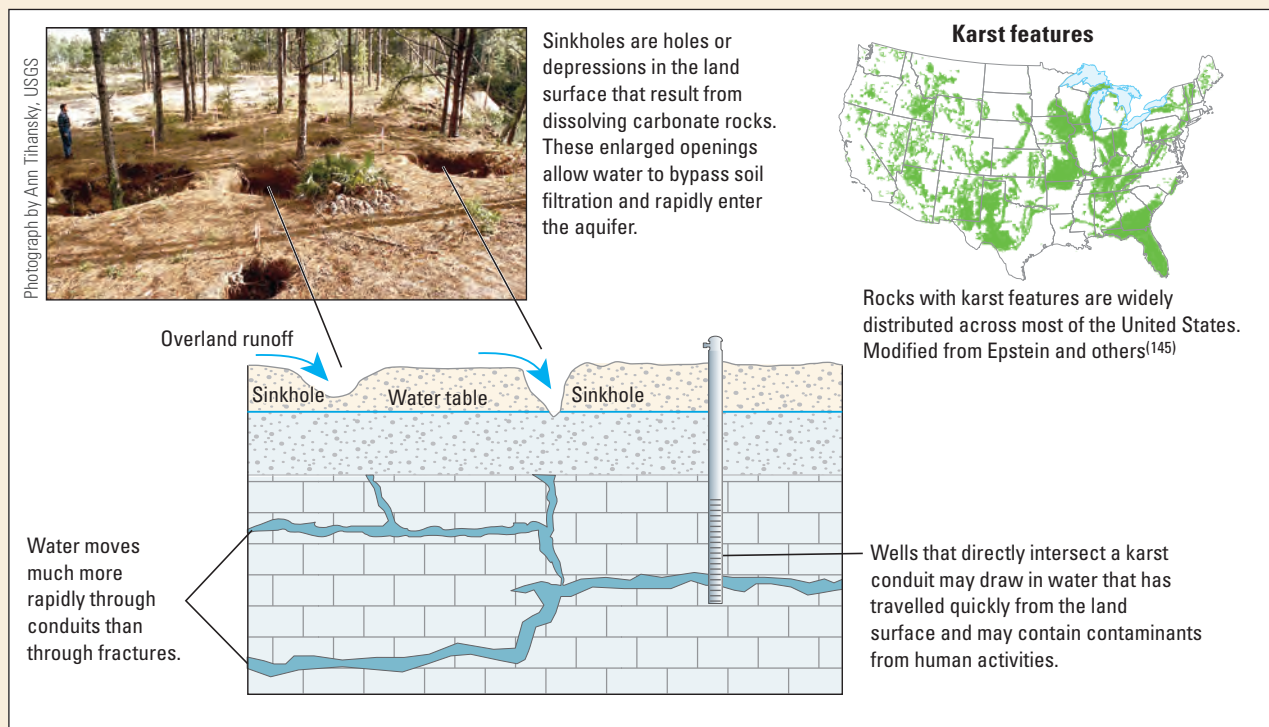 Photograph by Ann Tihansky, USGS
Sinkholes are holes or
depressions in the land
surface that result from
dissolving carbonate rocks.
These enlarged openings
allow water to bypass soil
filtration and rapidly enter
the aquifer.
Karst features
Rocks with karst features are widely
distributed across most of the United States.
Modified from Epstein and others(145)
Overland runoff
Sinkhole
Water table
Sinkhole
Water moves
much more
rapidly through
conduits than
through fractures.
Wells that directly intersect a karst
conduit may draw in water that has
travelled quickly from the land
surface and may contain contaminants
from human activities.